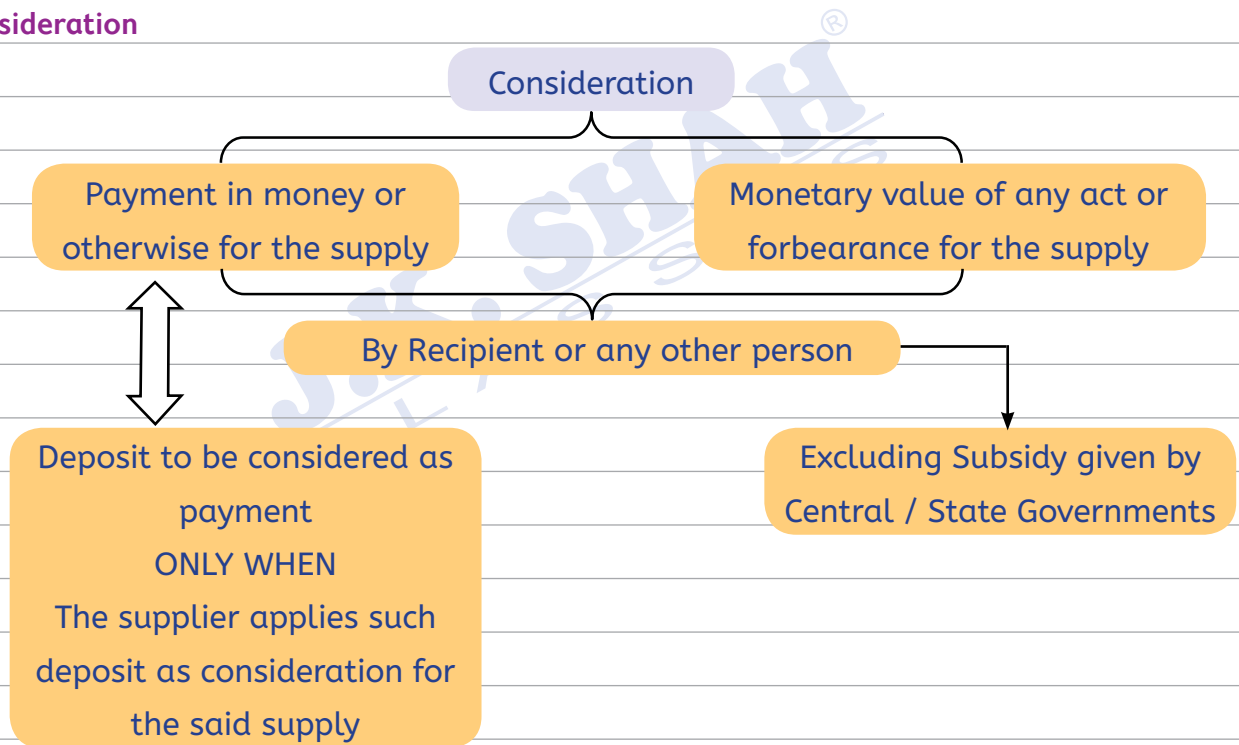 sideration
Consideration
Payment in money or
otherwise for the supply
Monetary value of any act or
forbearance for the supply
By Recipient or any other person
Deposit to be considered as
payment
ONLY WHEN
The supplier applies such
deposit as consideration for
the said supply
Excluding Subsidy given by
Central / State Governments
J.K. SHAH
®